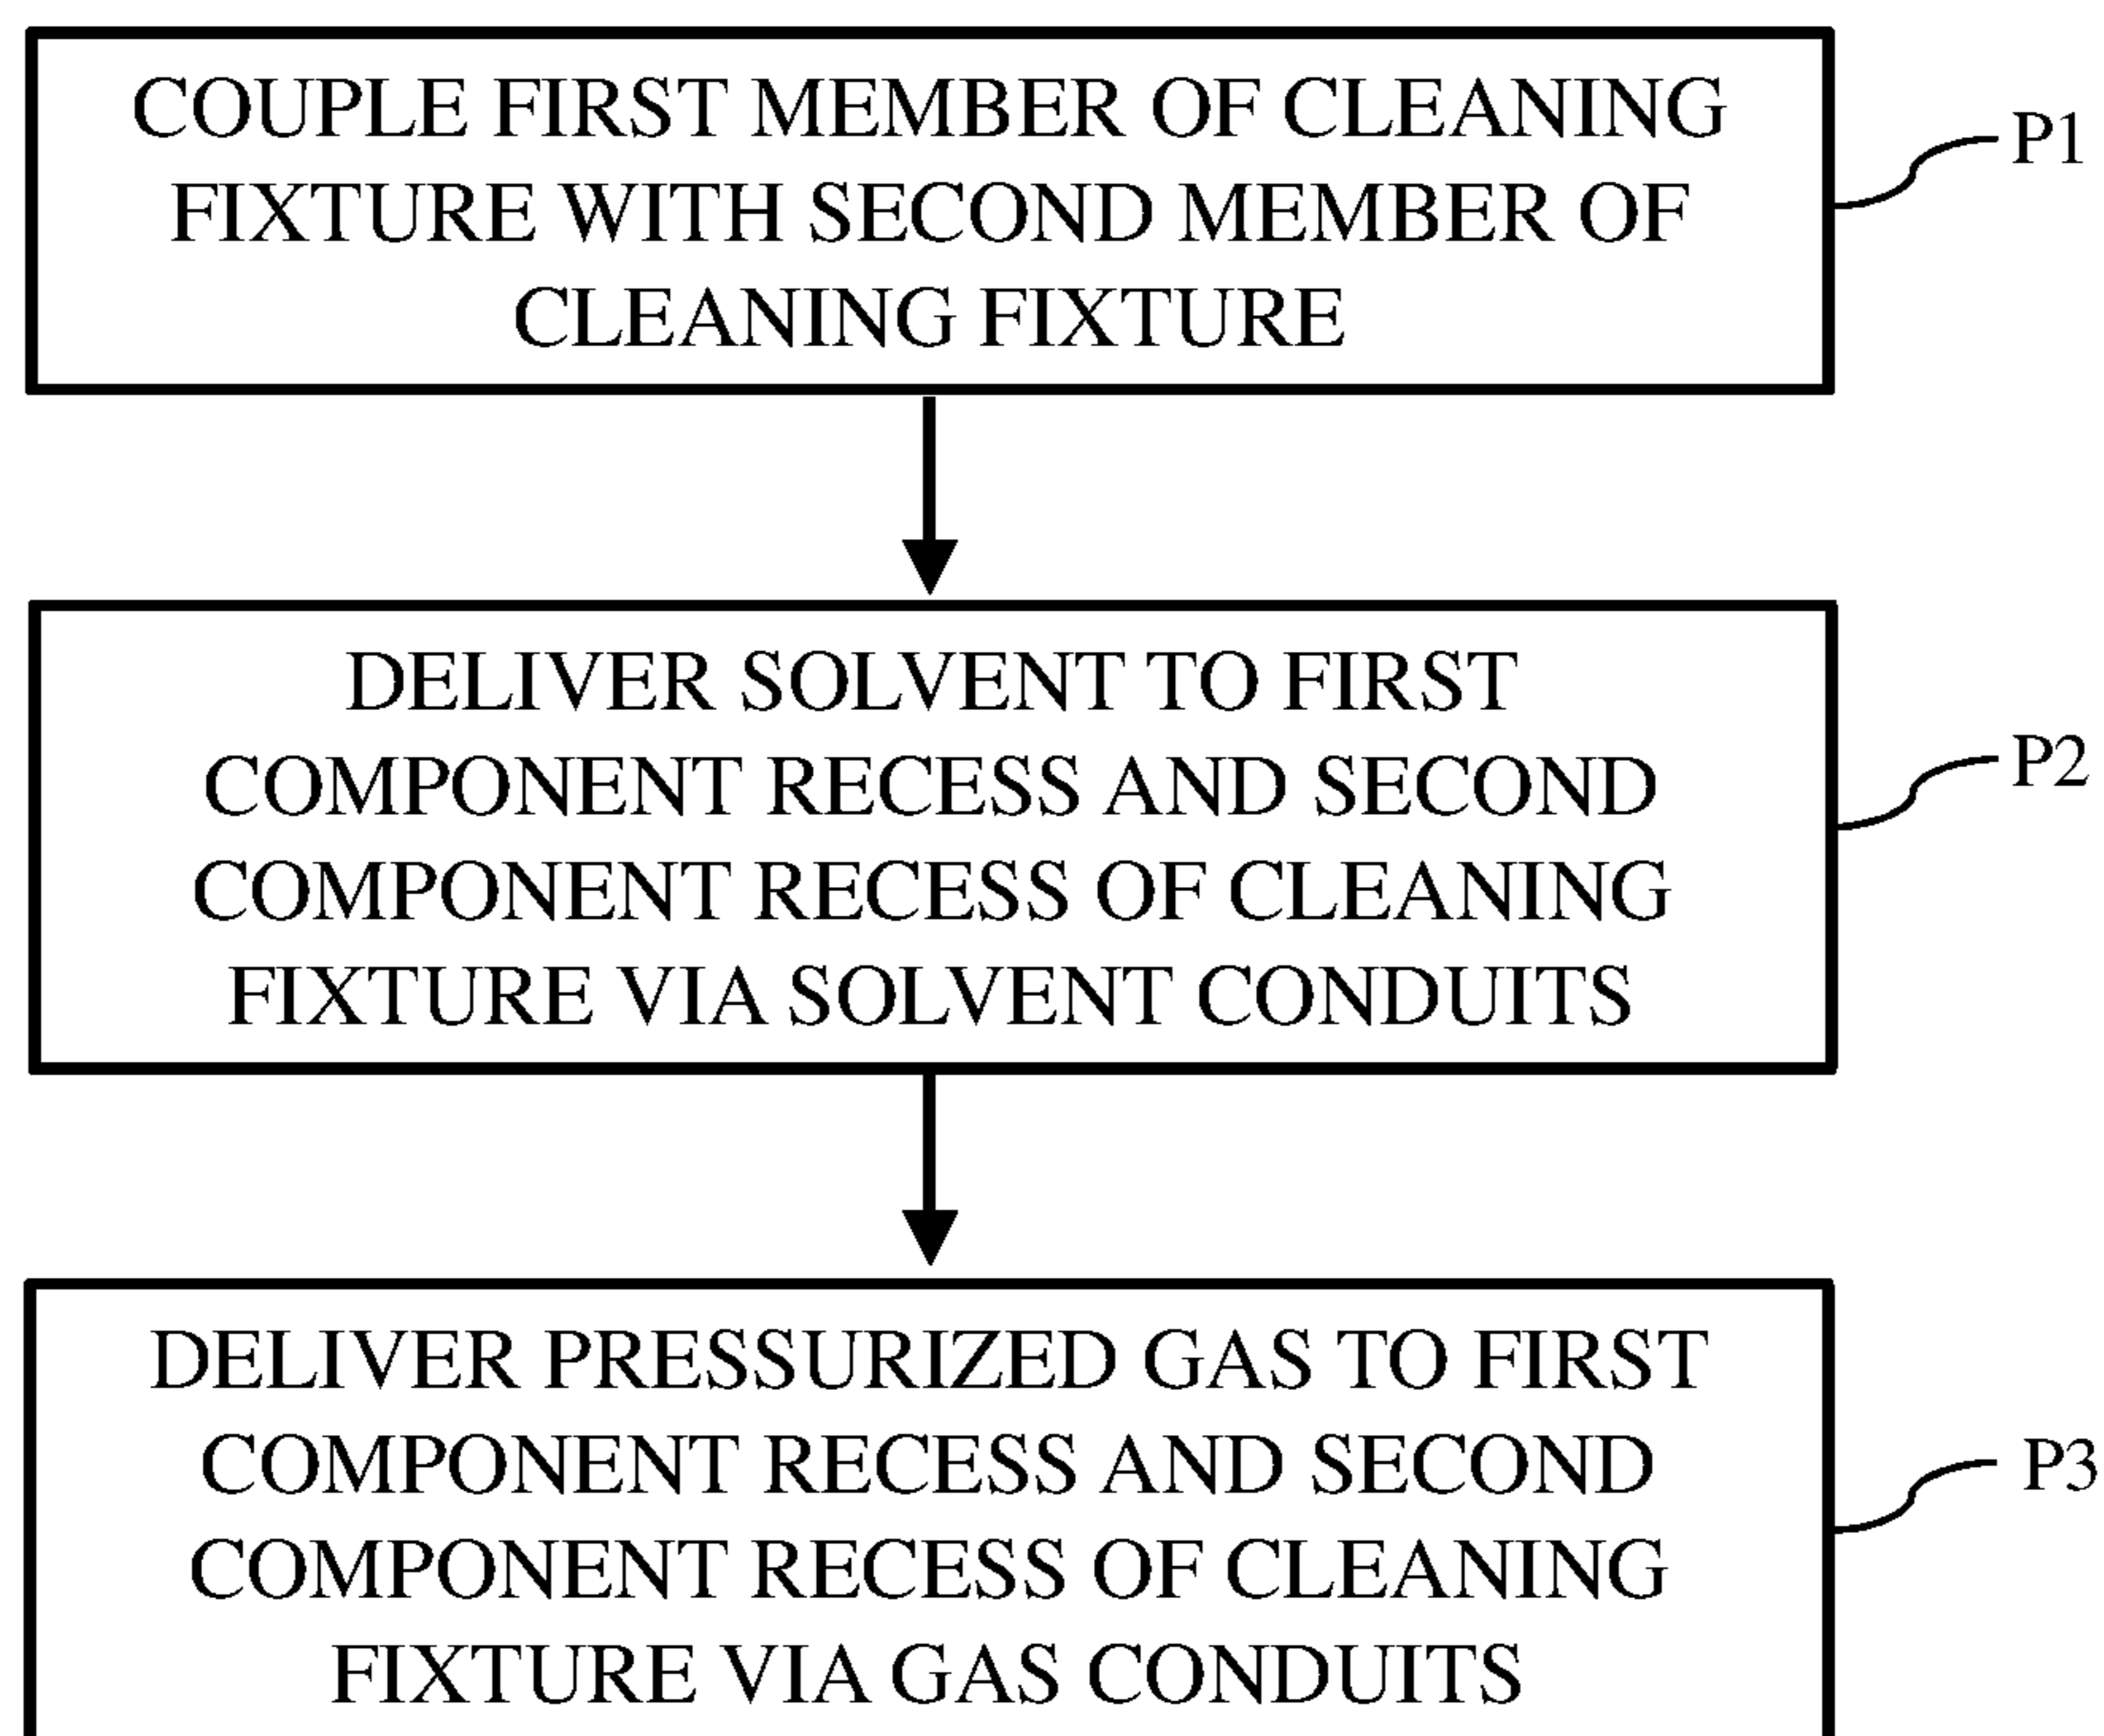 COUPLE FIRST MEMBER OF CLEANING
FIXTURE WITH SECOND MEMBER OF
CLEANING FIXTURE
P1
DELIVER SOLVENT TO FIRST
COMPONENT RECESS AND SECOND
COMPONENT RECESS OF CLEANING
FIXTURE VIA SOLVENT CONDUITS
P2
DELIVER PRESSURIZED GAS TO FIRST
COMPONENT RECESS AND SECOND
COMPONENT RECESS OF CLEANING
FIXTURE VIA GAS CONDUITS
P3